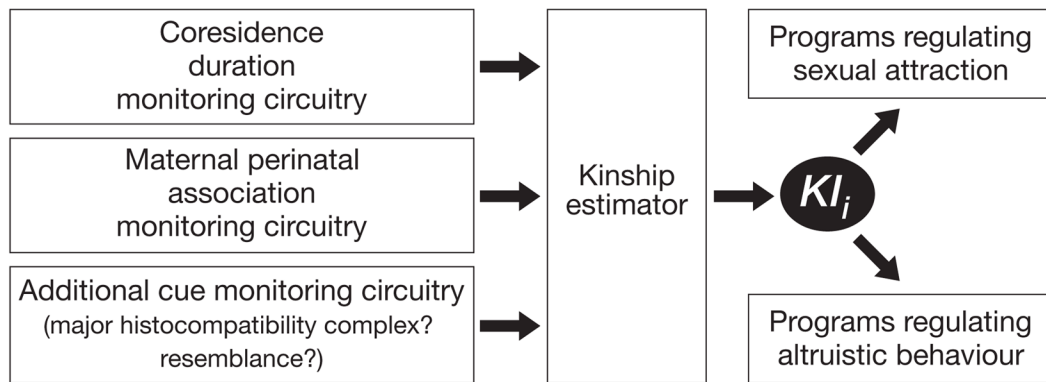 Coresidence
duration
monitoring circuitry
Maternal perinatal
association
monitoring circuitry
Additional cue monitoring circuitry
(major histocompatibility complex?
resemblance?)
Kinship
estimator
KIi
Programs regulating
sexual attraction
Programs regulating
altruistic behaviour